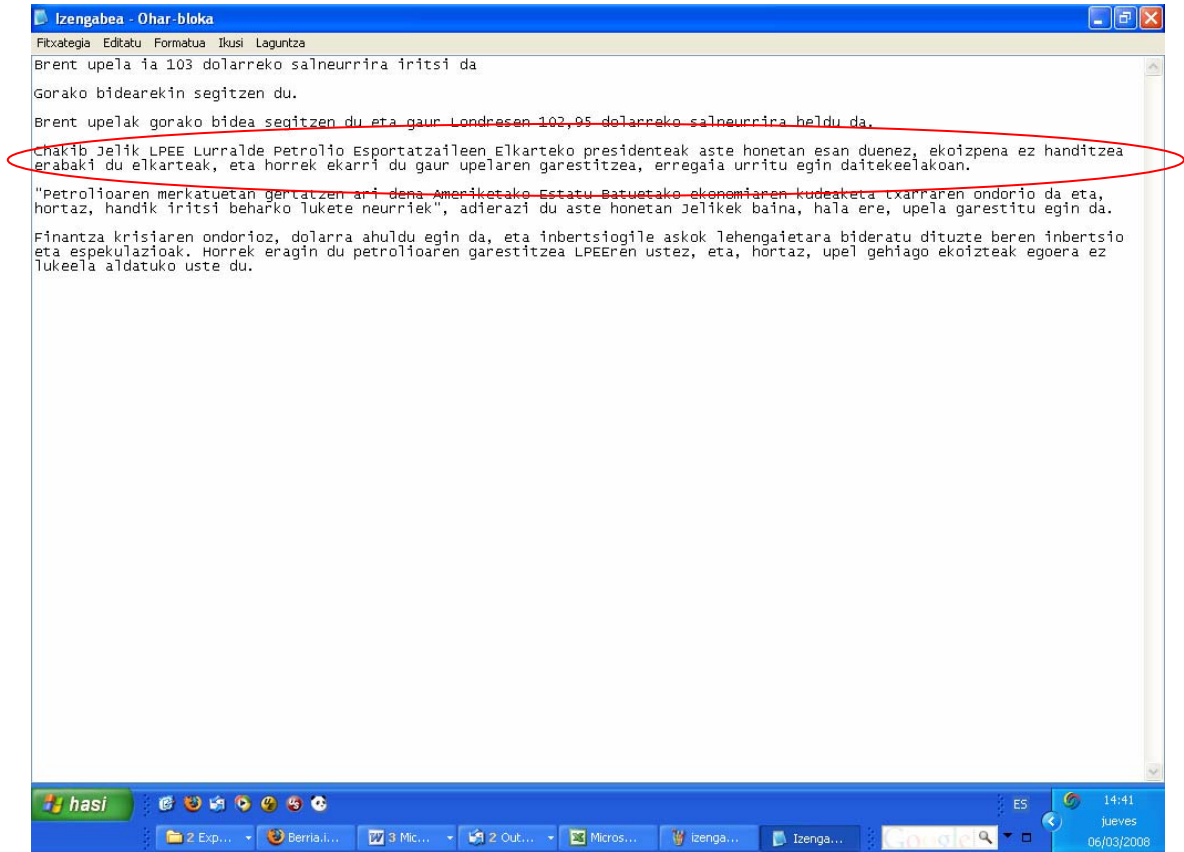 Izengabea - Ohar-bloka
Fitxategia Editatu Formatua Ikusi Laguntza
Brent upela ia 103 dolarreko salneurrira iritsi da
Gorako bidearekin segitzen du.
Brent upelak gorako bidea segitzen du eta gaur Londresen 102,95 dolarreko salneurrira heldu da.
Chakib Jelik LPEE Lurralde Petrolio Esportatzaileen Elkarteko presidenteak aste honetan esan duenez, ekoizpena ez handitzea
erabaki du elkarteak, eta horrek ekarri du gaur upelaren garestitzea, erregaia urritu egin daitekeelakoan.
"Petrolioaren merkatuetan gertatzen ari dena Ameriketako Estatu Batuetako ekonomiaren kudeaketa txarraren ondorio da eta,
hortaz, handik iritsi beharko lukete neurriek", adierazi du aste honetan Jelikek baina, hala ere, upela garestitu egin da.
Finantza krisiaren ondorioz, dolarra ahuldu egin da, eta inbertsiogile askok lehengaietara bideratu dituzte beren inbertsio
eta espekulazioak. Horrek eragin du petrolioaren garestitzea LPEEren ustez, eta, hortaz, upel gehiago ekoizteak egoera ez
lukeela aldatuko uste du.
hasi ES 14:41
jueves
2 Exp... Berria.i... 3 Mic... 2 Out... Micros... izenga... Izenga... Google 06/03/2008